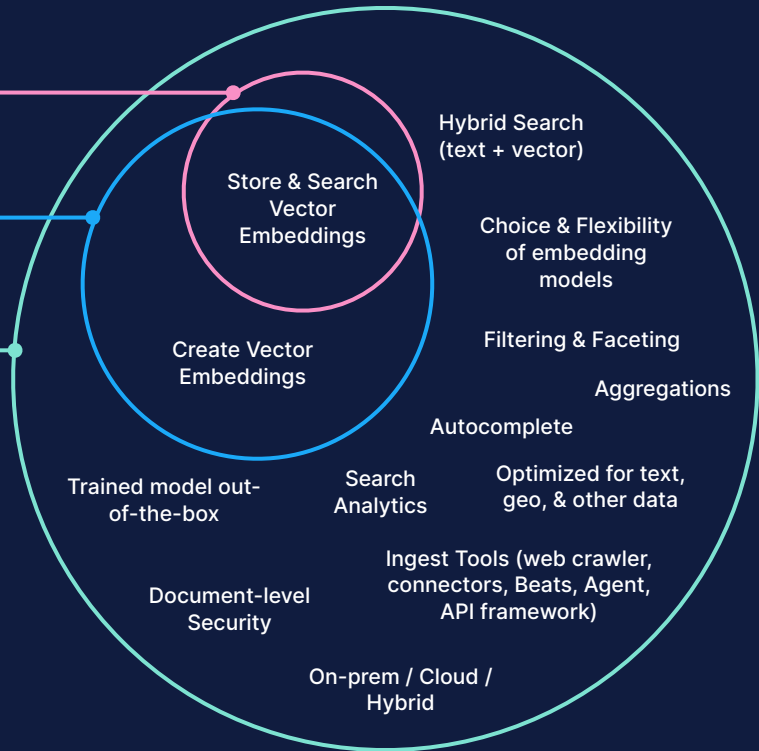 Hybrid Search
(text + vector)
Store & Search
Vector
Embeddings
Choice & Flexibility
of embedding
models
Filtering & Faceting
Create Vector
Embeddings
Aggregations
Autocomplete
Trained model out-
of-the-box
Search
Analytics
Optimized for text,
geo, & other data
Ingest Tools (web crawler,
connectors, Beats, Agent,
API framework)
Document-level
Security
On-prem / Cloud /
Hybrid